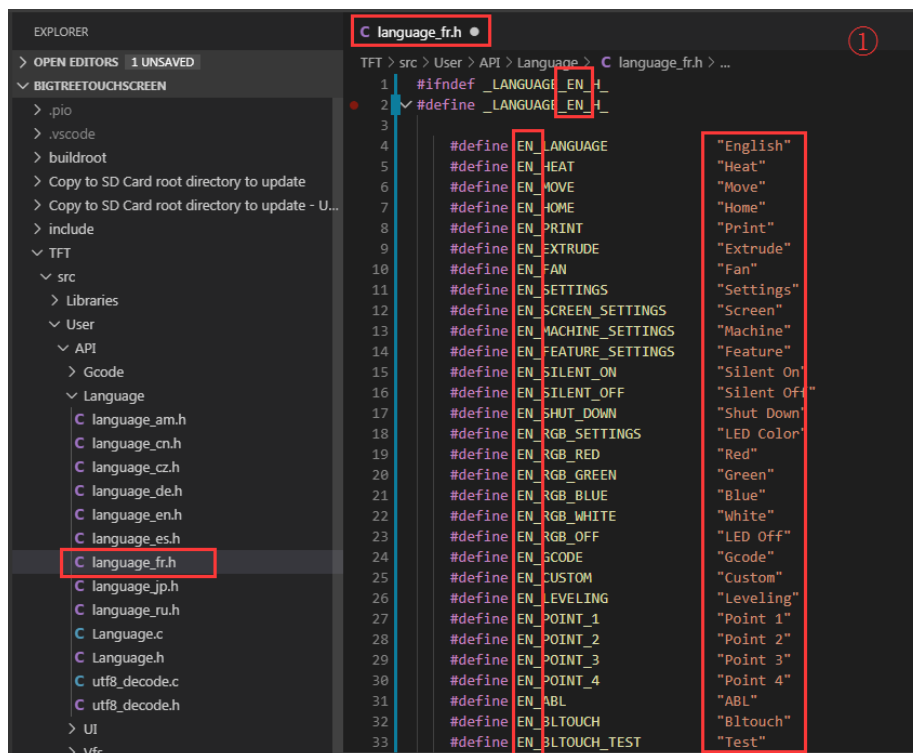 EXPLORER
OPEN EDITORS 1 UNSAVED
BIGTREETOUCHSCREEN
.pio
.vscode
buildroot
Copy to SD Card root directory to update
Copy to SD Card root directory to update - U...
include
TFT
src
Libraries
User
API
Gcode
Language
C language_am.h
C language_cn.h
C language_cz.h
C language_de.h
C language_en.h
C language_es.h
C language_fr.h
C language_jp.h
C language_ru.h
C Language.c
C Language.h
C utf8_decode.c
C utf8_decode.h
UI
Vfs
C language_fr.h ●
①
TFT > src > User > API > Language > C language_fr.h > ...
1 #ifndef _LANGUAGE_EN_H_
2 #define _LANGUAGE_EN_H_
3
4 #define EN_LANGUAGE "English"
5 #define EN_HEAT "Heat"
6 #define EN_MOVE "Move"
7 #define EN_HOME "Home"
8 #define EN_PRINT "Print"
9 #define EN_EXTRUDE "Extrude"
10 #define EN_FAN "Fan"
11 #define EN_SETTINGS "Settings"
12 #define EN_SCREEN_SETTINGS "Screen"
13 #define EN_MACHINE_SETTINGS "Machine"
14 #define EN_FEATURE_SETTINGS "Feature"
15 #define EN_SILENT_ON "Silent On"
16 #define EN_SILENT_OFF "Silent Off"
17 #define EN_SHUT_DOWN "Shut Down"
18 #define EN_RGB_SETTINGS "LED Color"
19 #define EN_RGB_RED "Red"
20 #define EN_RGB_GREEN "Green"
21 #define EN_RGB_BLUE "Blue"
22 #define EN_RGB_WHITE "White"
23 #define EN_RGB_OFF "LED Off"
24 #define EN_GCODE "Gcode"
25 #define EN_CUSTOM "Custom"
26 #define EN_LEVELING "Leveling"
27 #define EN_POINT_1 "Point 1"
28 #define EN_POINT_2 "Point 2"
29 #define EN_POINT_3 "Point 3"
30 #define EN_POINT_4 "Point 4"
31 #define EN_ABL "ABL"
32 #define EN_BLTOUCH "Bltouch"
33 #define EN_BLTOUCH_TEST "Test"